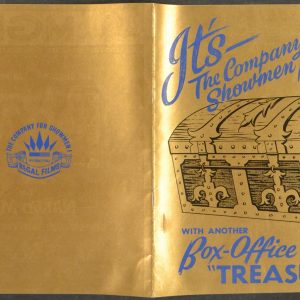 THE COMPANY FOR SHOWMEN
REGAL FILMS
It's—
The Company
Showmen
WITH ANOTHER
Box-Office
"TREAS